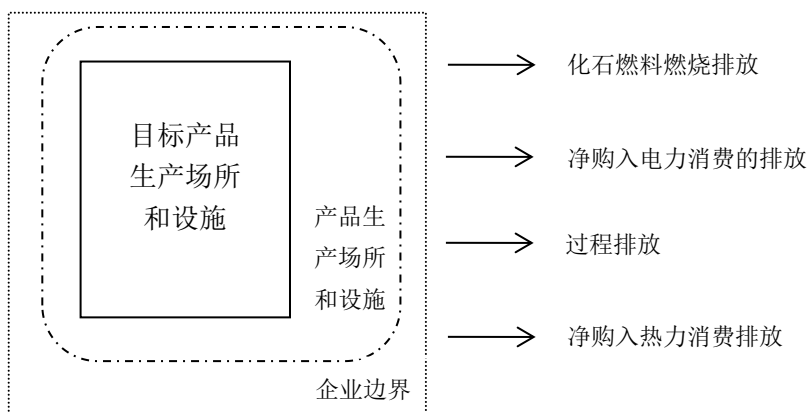 目标产品
生产场所
和设施
产品生
产场所
和设施
企业边界
化石燃料燃烧排放
净购入电力消费的排放
过程排放
净购入热力消费排放